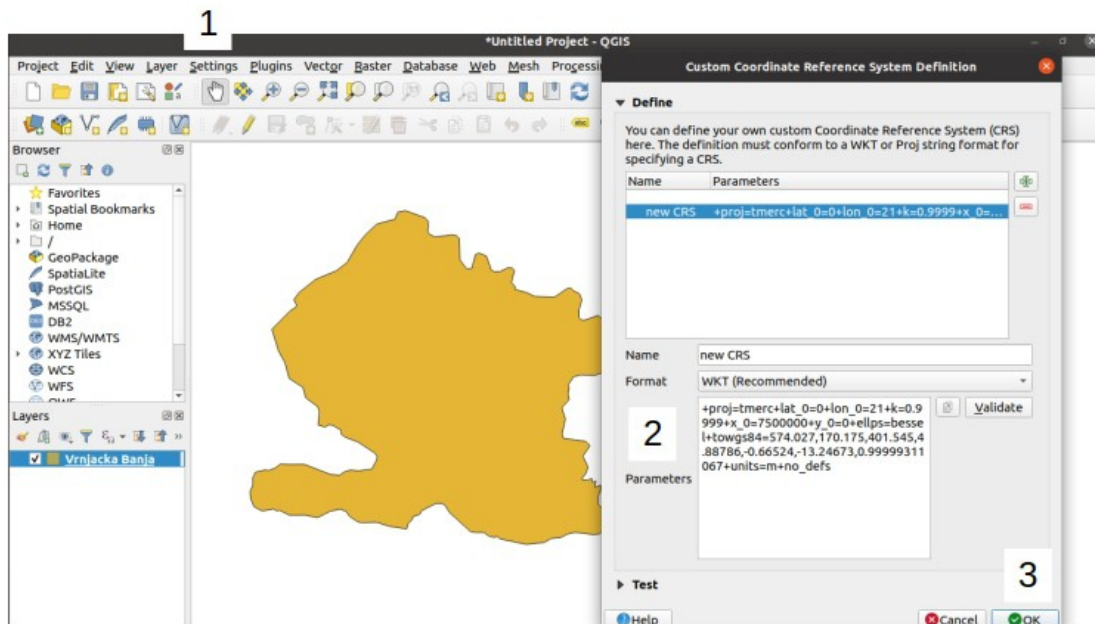 1
*Untitled Project - QGIS
Project Edit View Layer Settings Plugins Vector Raster Database Web Mesh
Custom Coordinate Reference System Definition
Define
You can define your own custom Coordinate Reference System (CRS)
here. The definition must conform to a WKT or Proj string format for
specifying a CRS.
Name Parameters
new CRS +proj=tmerc+lat_0=0+lon_0=21+k=0.9999+x_0=...
Name new CRS
Format WKT (Recommended)
2
Parameters
+proj=tmerc+lat_0=0+lon_0=21+k=0.9
999+x_0=7500000+y_0=0+ellps=besse
l+towgs84=574.027,170.175,401.545,4
.88786,-0.66524,-13.24673,0.99999311
067+units=m+no_defs
Validate
Test
3
Help Cancel OK
Browser
Favorites
Spatial Bookmarks
Home
/
GeoPackage
SpatiaLite
PostGIS
MSSQL
DB2
WMS/WMTS
XYZ Tiles
WCS
WFS
Layers
Vrnjacka Banja
abc